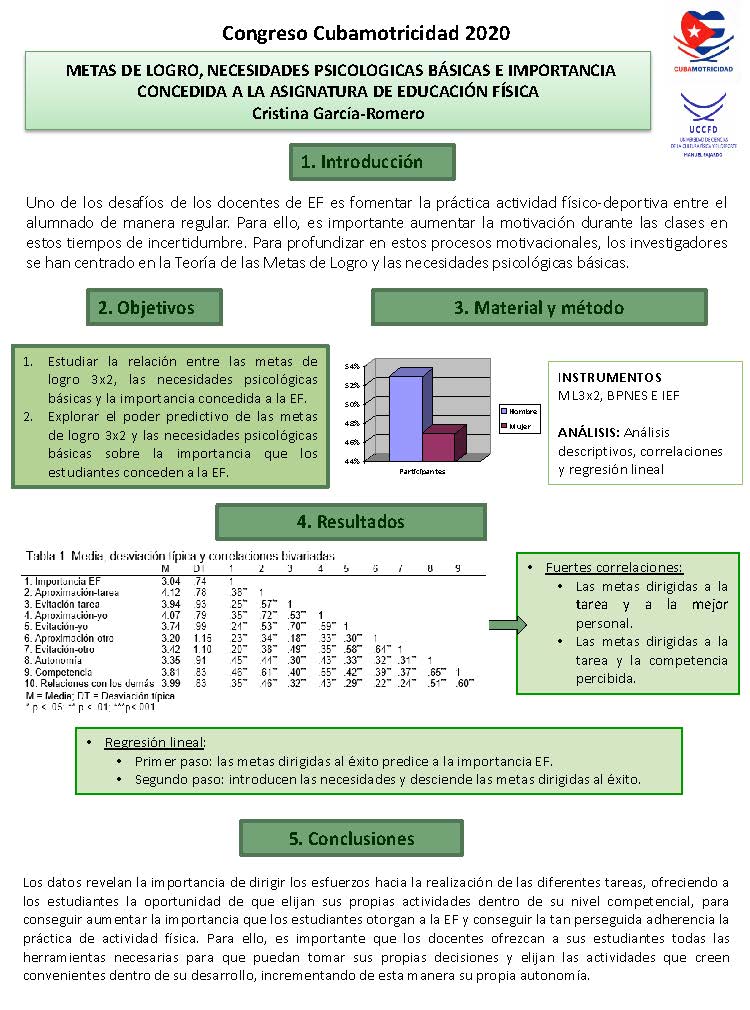 Congreso Cubamotricidad 2020
CUBAMOTRICIDAD
METAS DE LOGRO, NECESIDADES PSICOLOGICAS BÁSICAS E IMPORTANCIA
CONCEDIDA A LA ASIGNATURA DE EDUCACIÓN FÍSICA
Cristina García-Romero
UCCFD
UNIVERSIDAD DE CIENCIAS
DE LA CULTURA FÍSICA Y EL DEPORTE
MANUEL FAJARDO
1. Introducción
Uno de los desafíos de los docentes de EF es fomentar la práctica actividad físico-deportiva entre el
alumnado de manera regular. Para ello, es importante aumentar la motivación durante las clases en
estos tiempos de incertidumbre. Para profundizar en estos procesos motivacionales, los investigadores
se han centrado en la Teoría de las Metas de Logro y las necesidades psicológicas básicas.
2. Objetivos
1. Estudiar la relación entre las metas de
logro 3x2, las necesidades psicológicas
básicas y la importancia concedida a la EF.
2. Explorar el poder predictivo de las metas
de logro 3x2 y las necesidades psicológicas
básicas sobre la importancia que los
estudiantes conceden a la EF.
3. Material y método
54%
52%
50%
48%
46%
44%
Participantes
Hombre
Mujer
INSTRUMENTOS
ML3x2, BPNES E IEF
ANÁLISIS: Análisis
descriptivos, correlaciones
y regresión lineal
4. Resultados
Tabla 1. Media, desviación típica y correlaciones bivariadas
M DT 1 2 3 4 5 6 7 8 9
1. Importancia EF 3.04 .74 1
2. Aproximación-tarea 4.12 .78 .38** 1
3. Evitación-tarea 3.94 .93 .25** .57** 1
4. Aproximación-yo 4.07 .79 .35** .72** .53** 1
5. Evitación-yo 3.74 .99 .24** .53** .70** .59** 1
6. Aproximación-otro 3.20 1.15 .23** .34** .18** .33** .30** 1
7. Evitación-otro 3.42 1.10 .20** .38** .49** .35** .58** .64** 1
8. Autonomía 3.35 .91 .45** .44** .30** .43** .33** .32** .31** 1
9. Competencia 3.81 .83 .46** .61** .40** .55** .42** .39** .37** .65** 1
10. Relaciones con los demás 3.99 .83 .35** .46** .32** .43** .29** .22** .24** .51** .60**
M = Media; DT = Desviación típica
* p < .05; ** p < .01; ***p<.001
• Fuertes correlaciones:
• Las metas dirigidas a la
tarea y a la mejor
personal.
• Las metas dirigidas a la
tarea y la competencia
percibida.
• Regresión lineal:
• Primer paso: las metas dirigidas al éxito predice a la importancia EF.
• Segundo paso: introducen las necesidades y desciende las metas dirigidas al éxito.
5. Conclusiones
Los datos revelan la importancia de dirigir los esfuerzos hacia la realización de las diferentes tareas, ofreciendo a
los estudiantes la oportunidad de que elijan sus propias actividades dentro de su nivel competencial, para
conseguir aumentar la importancia que los estudiantes otorgan a la EF y conseguir la tan perseguida adherencia la
práctica de actividad física. Para ello, es importante que los docentes ofrezcan a sus estudiantes todas las
herramientas necesarias para que puedan tomar sus propias decisiones y elijan las actividades que creen
convenientes dentro de su desarrollo, incrementando de esta manera su propia autonomía.